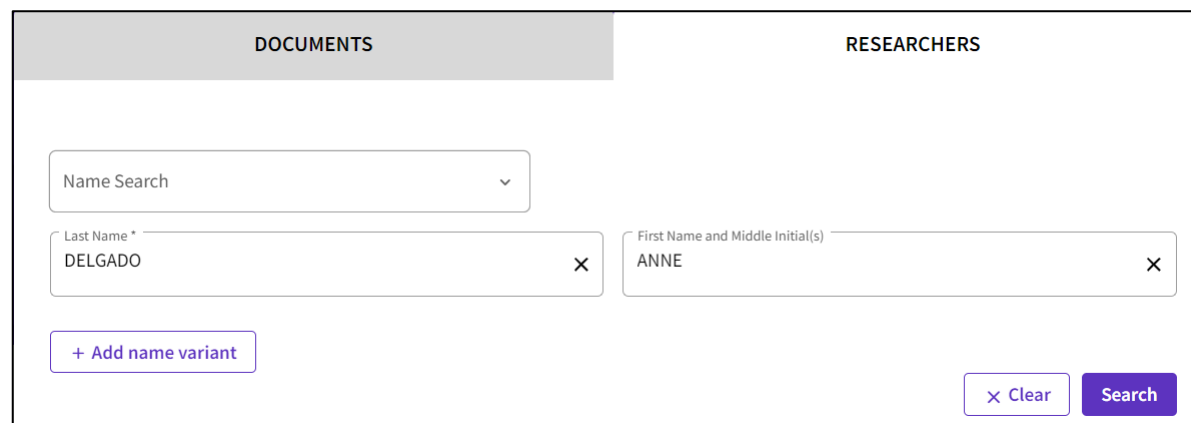 DOCUMENTS RESEARCHERS
Name Search
Last Name * First Name and Middle Initial(s)
DELGADO ANNE
+ Add name variant
× Clear Search